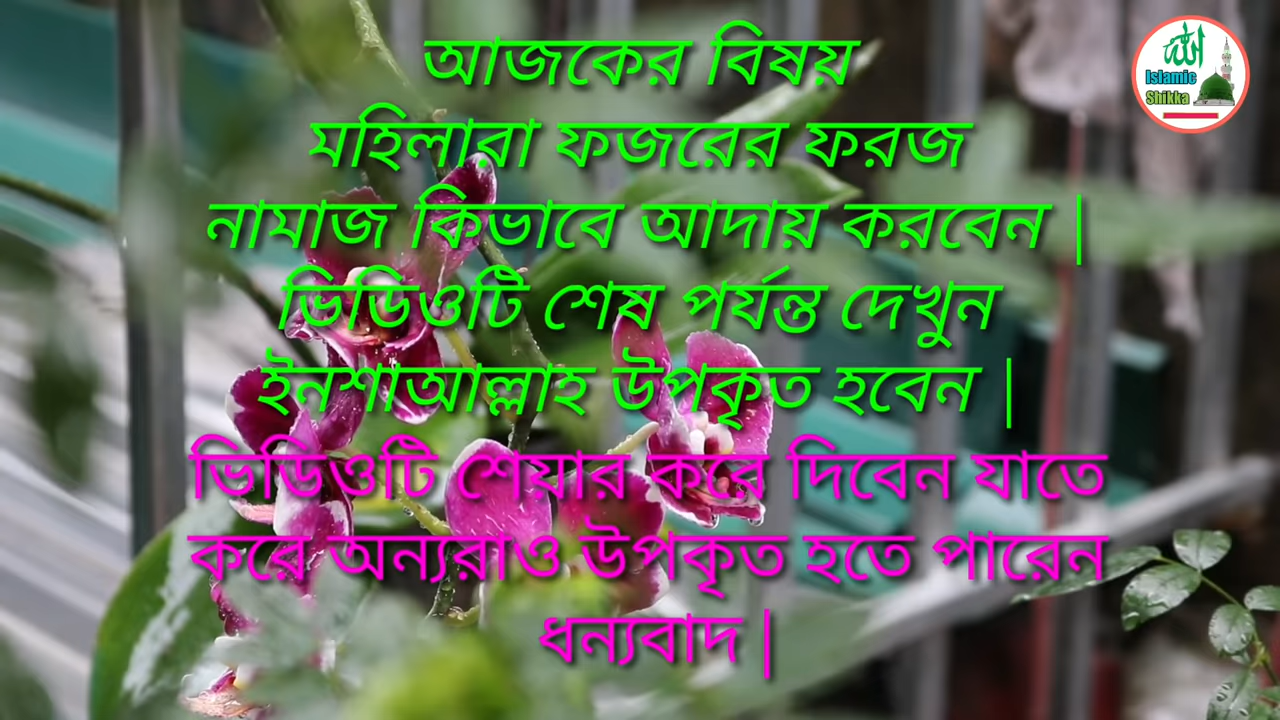 আজকের বিষয়
মহিলারা ফজরের ফরজ
নামাজ কিভাবে আদায় করবেন |
ভিডিওটি শেষ পর্যন্ত দেখুন
ইনশাআল্লাহ উপকৃত হবেন |
ভিডিওটি শেয়ার করে দিবেন যাতে
করে অন্যরাও উপকৃত হতে পারেন
ধন্যবাদ |
الله
Islamic
Shikka